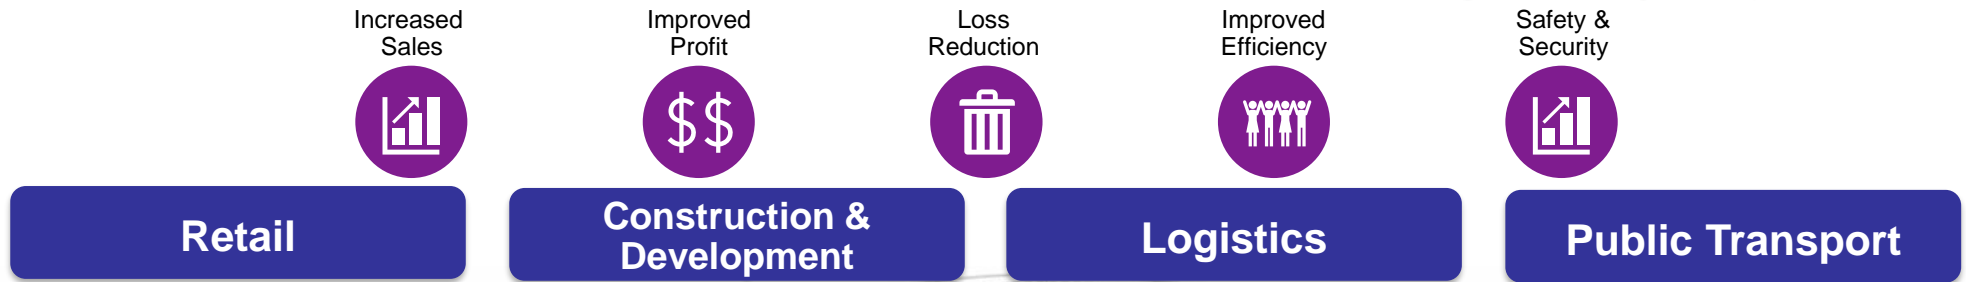 Increased
Sales
Improved
Profit
Loss
Reduction
Improved
Efficiency
Safety &
Security
$$
Retail
Construction &
Development
Logistics
Public Transport